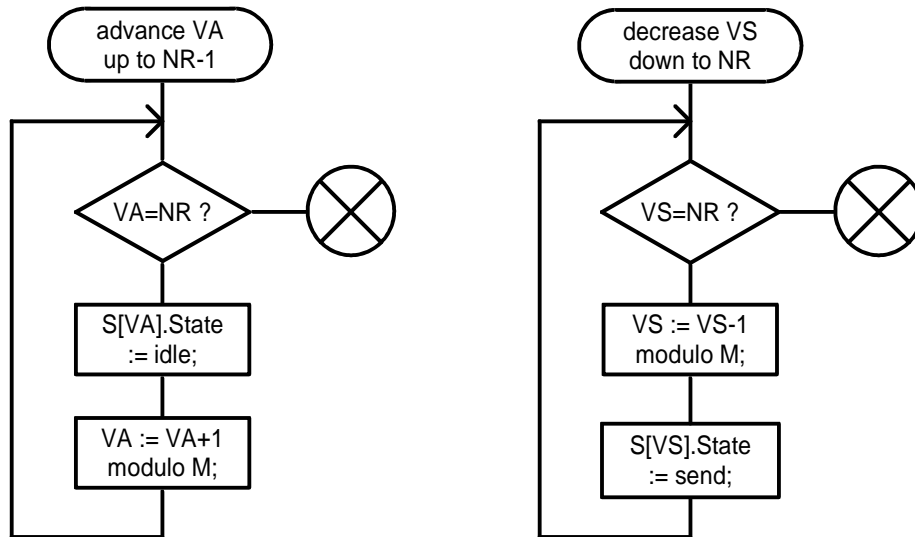 advance VA
up to NR-1
VA=NR ?
S[VA].State
:= idle;
VA := VA+1
modulo M;
decrease VS
down to NR
VS=NR ?
VS := VS-1
modulo M;
S[VS].State
:= send;